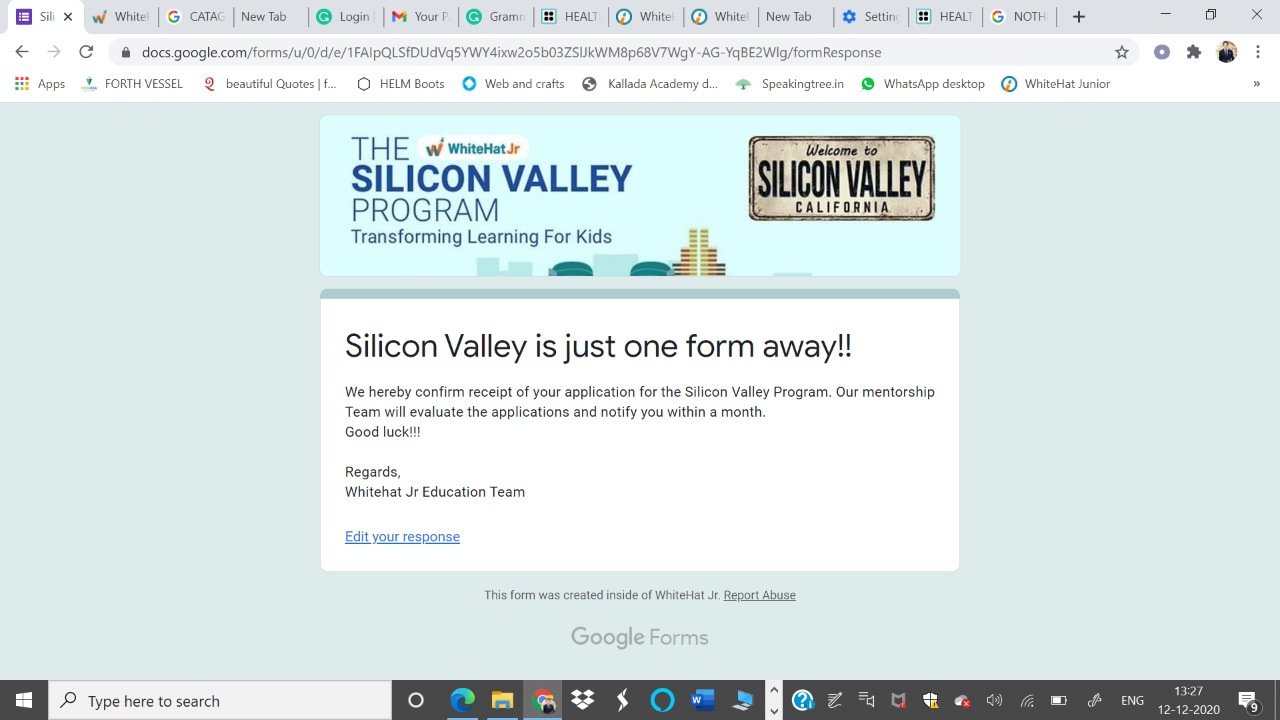 Sili
WhiteH
CATAG
New Tab
Login
Your P
Gramm
HEALT
WhiteH
WhiteH
New Tab
Setting
HEALT
NOTH
docs.google.com/forms/u/0/d/e/1FAIpQLSfDUdVq5YWY4ixw2o5b03ZSlJkWM8p68V7WgY-AG-YqBE2Wlg/formResponse
Apps
FORTH VESSEL
beautiful Quotes | f...
HELM Boots
Web and crafts
Kallada Academy d...
Speakingtree.in
WhatsApp desktop
WhiteHat Junior
»
THE WhiteHat Jr
SILICON VALLEY
PROGRAM
Transforming Learning For Kids
Welcome to
SILICON VALLEY
CALIFORNIA
Silicon Valley is just one form away!!
We hereby confirm receipt of your application for the Silicon Valley Program. Our mentorship
Team will evaluate the applications and notify you within a month.
Good luck!!!
Regards,
Whitehat Jr Education Team
Edit your response
This form was created inside of WhiteHat Jr. Report Abuse
Google Forms
Type here to search
ENG
13:27
12-12-2020
9